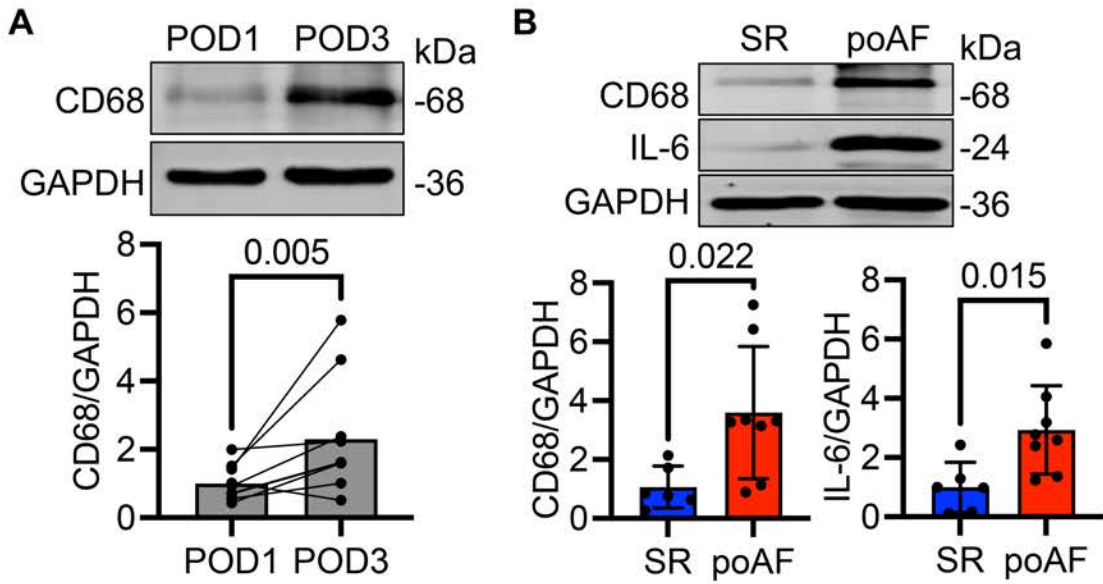 A
POD1 POD3 kDa
CD68 -68
GAPDH -36
8
6
4
2
0
CD68/GAPDH
0.005
POD1 POD3
B
SR poAF kDa
CD68 -68
IL-6 -24
GAPDH -36
8
6
4
2
0
CD68/GAPDH
0.022
SR poAF
8
6
4
2
0
IL-6/GAPDH
0.015
SR poAF